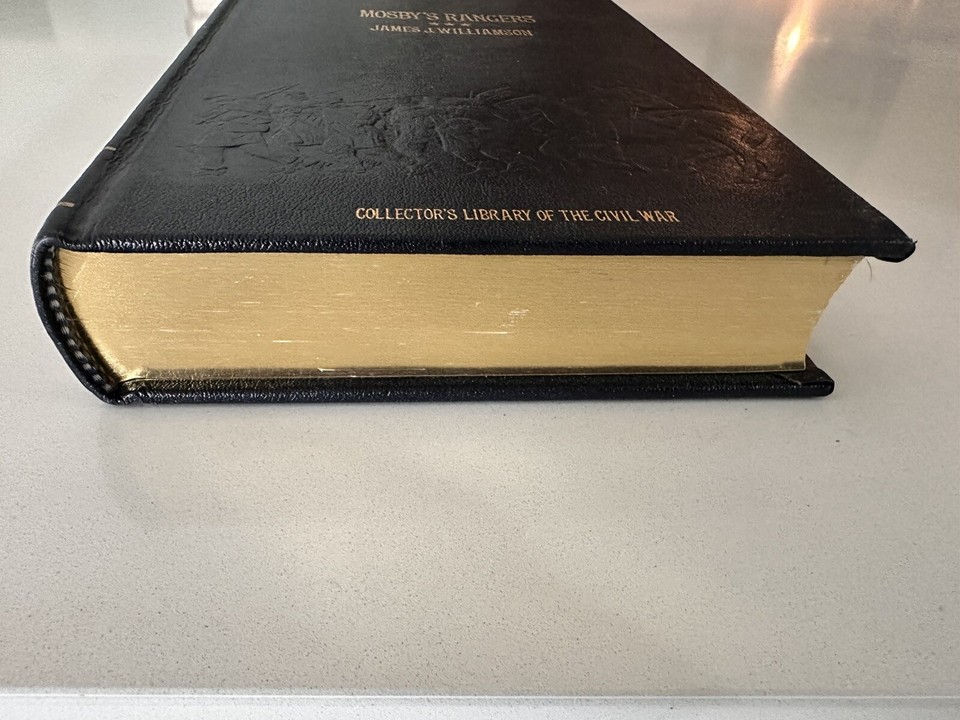 MOSBY'S RANGERS
★ ★ ★
JAMES J. WILLIAMSON
COLLECTOR'S LIBRARY OF THE CIVIL WAR